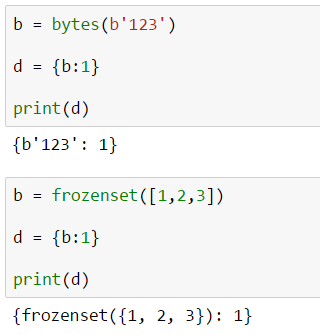 b = bytes(b'123')
d = {b:1}
print(d)
{b'123': 1}
b = frozenset([1,2,3])
d = {b:1}
print(d)
{frozenset({1, 2, 3}): 1}